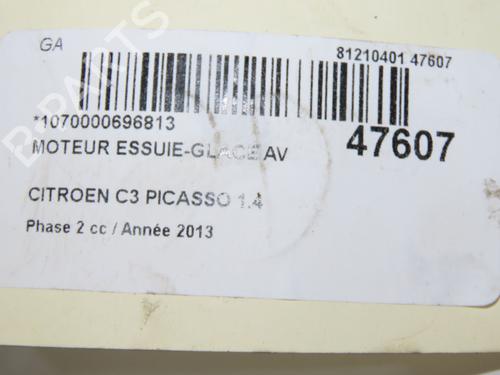 GA
81210401 47607
*1070000696813
47607
MOTEUR ESSUIE-GLACE AV
CITROEN C3 PICASSO 1.4
Phase 2 cc / Année 2013
B-PARTS